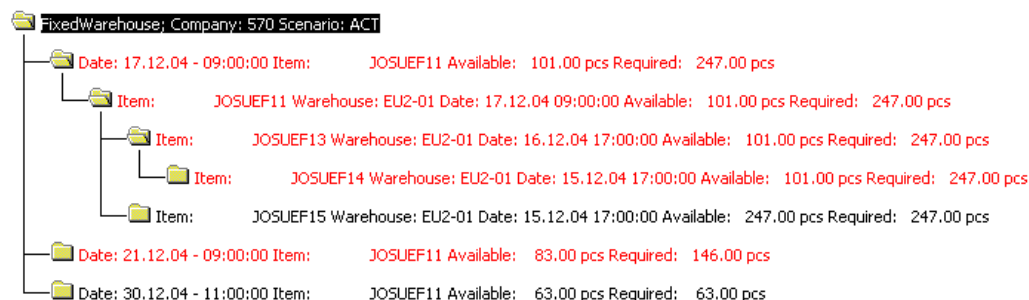 FixedWarehouse; Company: 570 Scenario: ACT
Date: 17.12.04 - 09:00:00 Item: JOSUEF11 Available: 101.00 pcs Required: 247.00 pcs
Item: JOSUEF11 Warehouse: EU2-01 Date: 17.12.04 09:00:00 Available: 101.00 pcs Required: 247.00 pcs
Item: JOSUEF13 Warehouse: EU2-01 Date: 16.12.04 17:00:00 Available: 101.00 pcs Required: 247.00 pcs
Item: JOSUEF14 Warehouse: EU2-01 Date: 15.12.04 17:00:00 Available: 101.00 pcs Required: 247.00 pcs
Item: JOSUEF15 Warehouse: EU2-01 Date: 15.12.04 17:00:00 Available: 247.00 pcs Required: 247.00 pcs
Date: 21.12.04 - 09:00:00 Item: JOSUEF11 Available: 83.00 pcs Required: 146.00 pcs
Date: 30.12.04 - 11:00:00 Item: JOSUEF11 Available: 63.00 pcs Required: 63.00 pcs